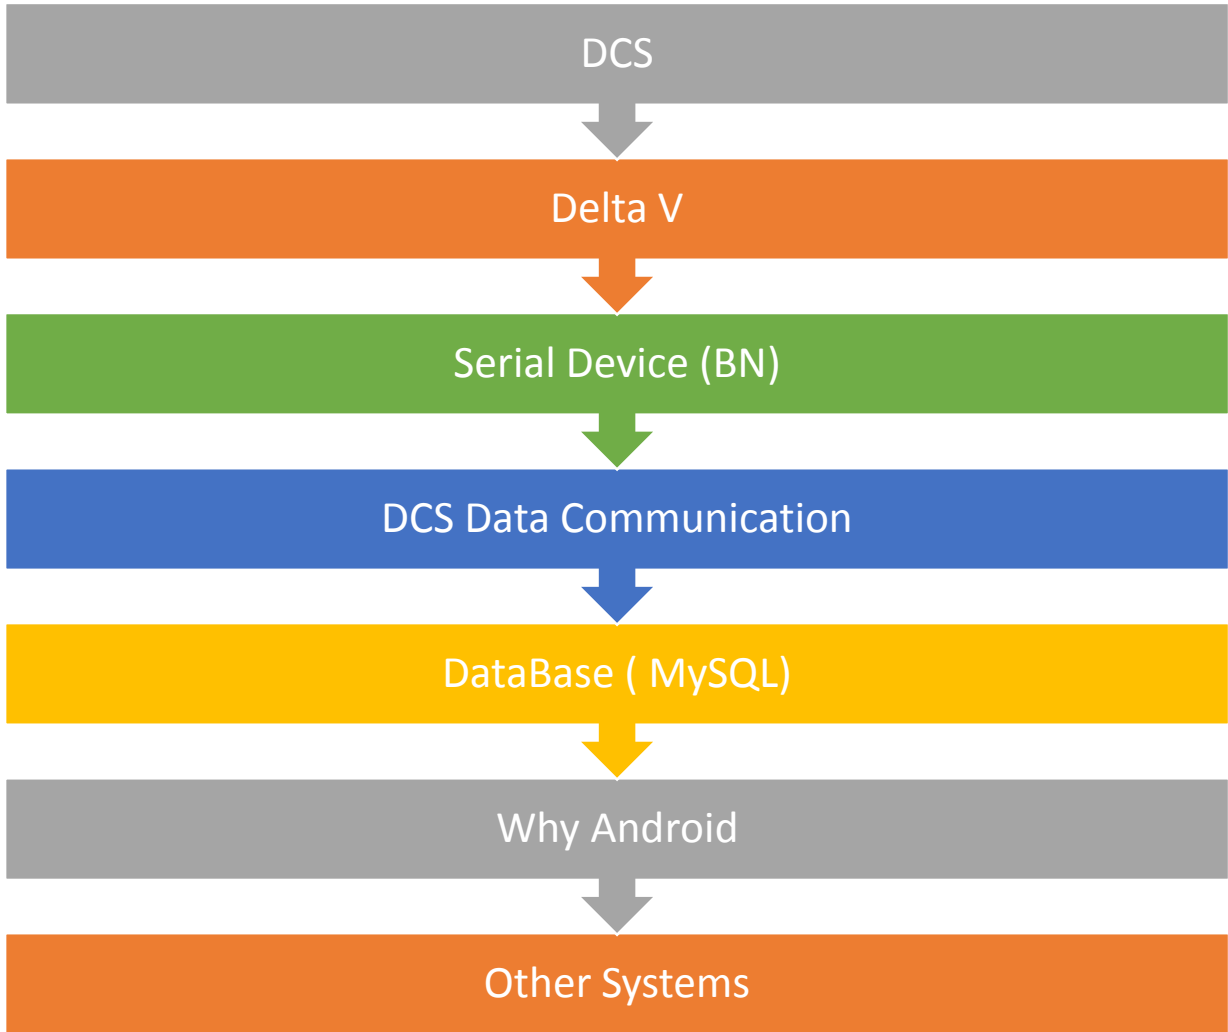 DCS
Delta V
Serial Device (BN)
DCS Data Communication
DataBase ( MySQL)
Why Android
Other Systems